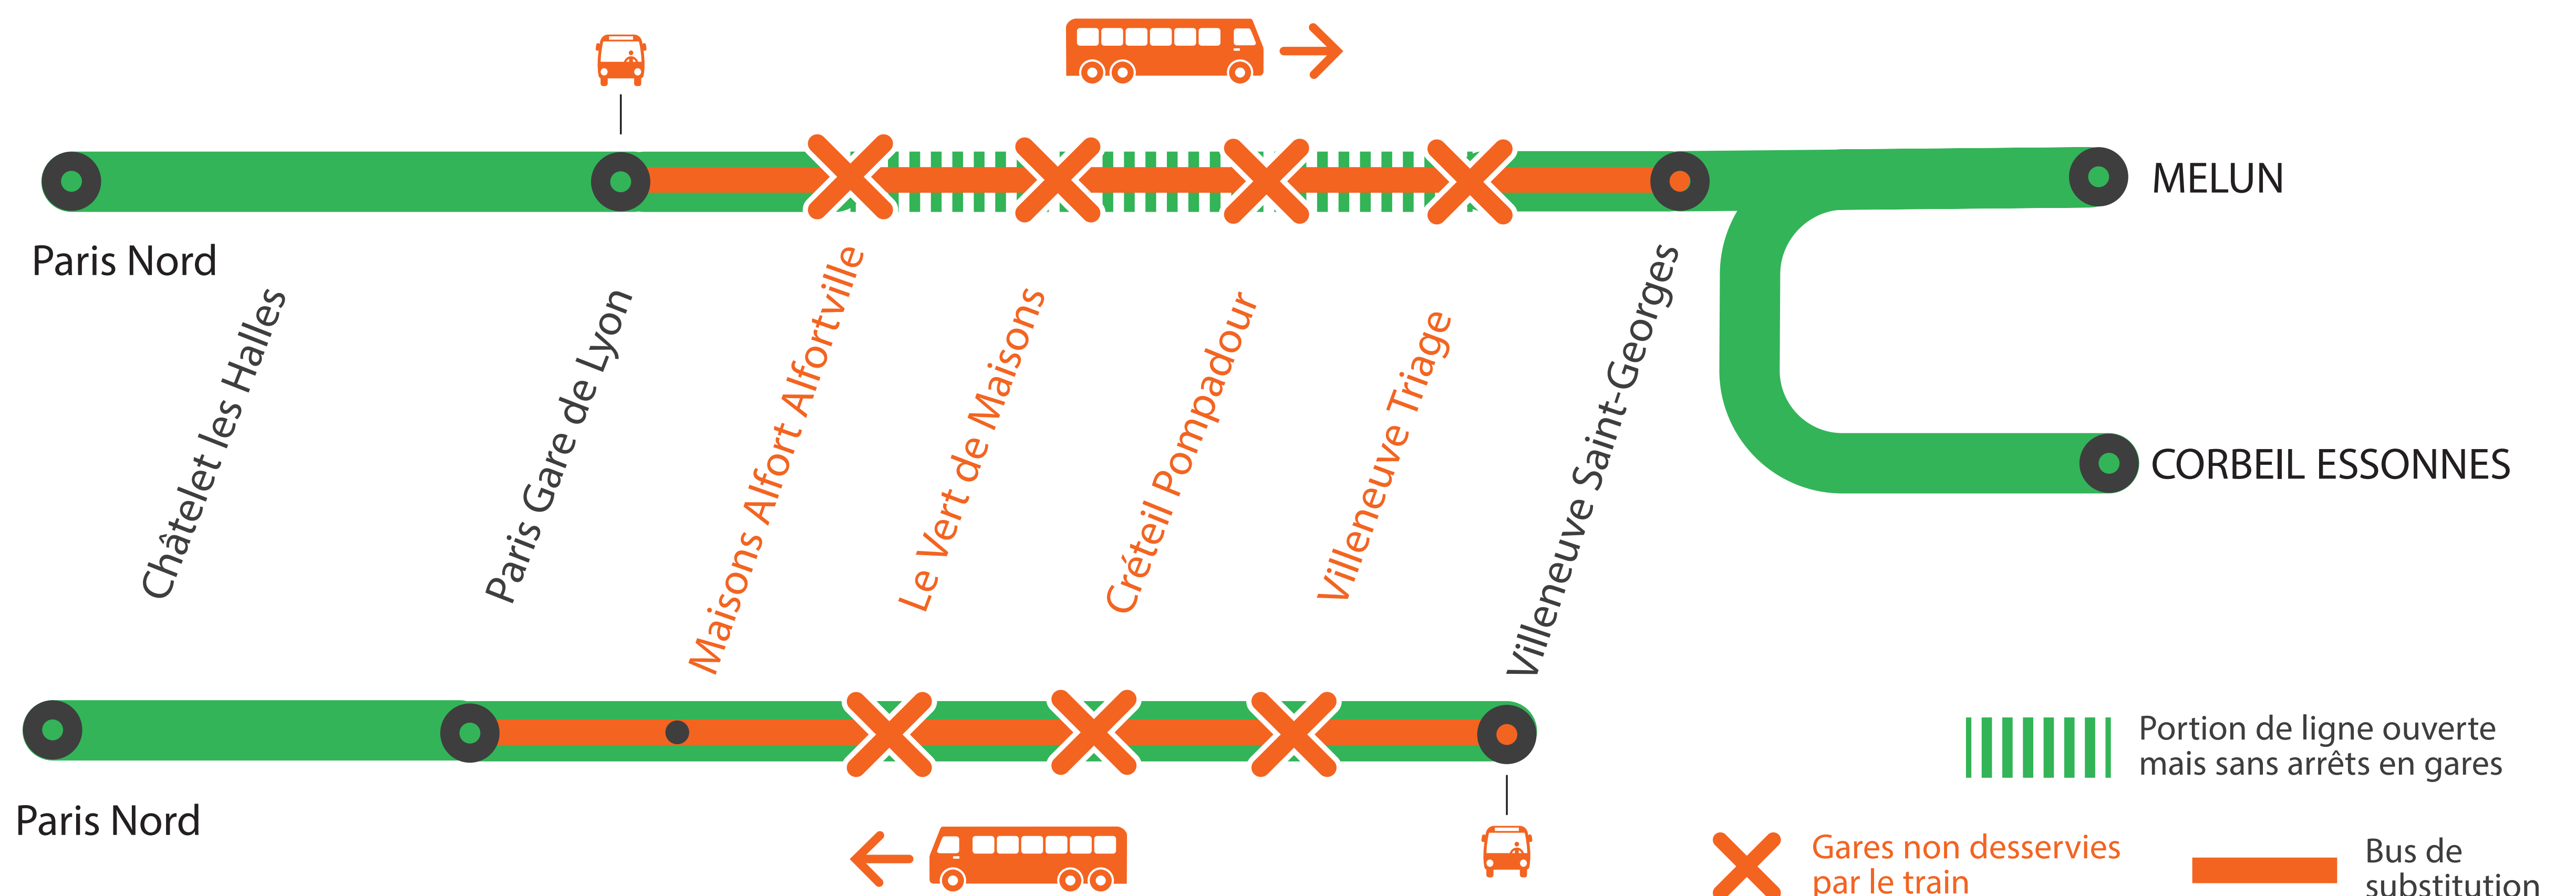 MELUN
Paris Nord
Châtelet les Halles
Paris Gare de Lyon
Maisons Alfort Alfortville
Le Vert de Maisons
Créteil Pompadour
Villeneuve Triage
Villeneuve Saint-Georges
CORBEIL ESSONNES
Paris Nord
Portion de ligne ouverte
mais sans arrêts en gares
Gares non desservies
par le train
Bus de
substitution